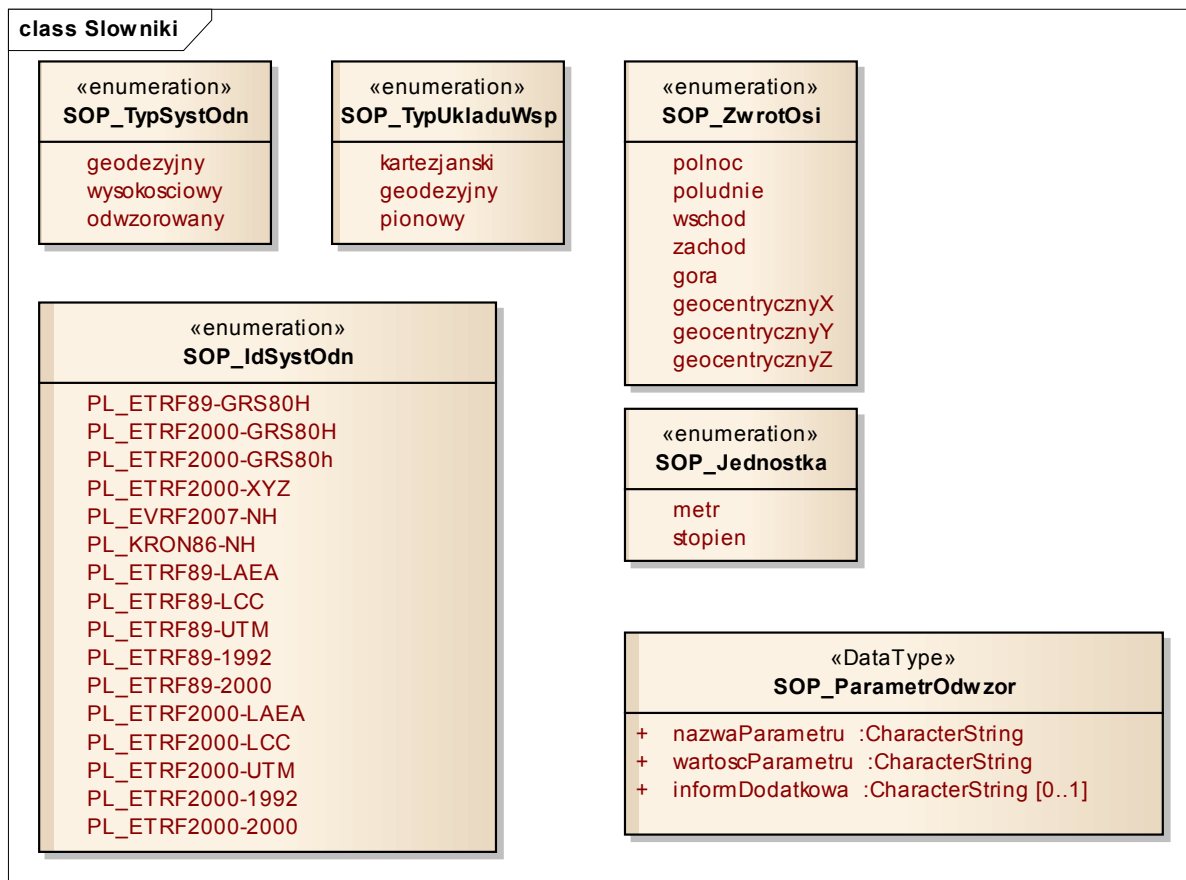 class Slowniki
«enumeration»
SOP_TypSystOdn
geodezyjny
wysokosciowy
odwzorowany
«enumeration»
SOP_TypUkladuWsp
kartezjanski
geodezyjny
pionowy
«enumeration»
SOP_ZwrotOsi
polnoc
poludnie
wschod
zachod
gora
geocentrycznyX
geocentrycznyY
geocentrycznyZ
«enumeration»
SOP_IdSystOdn
PL_ETRF89-GRS80H
PL_ETRF2000-GRS80H
PL_ETRF2000-GRS80h
PL_ETRF2000-XYZ
PL_EVRF2007-NH
PL_KRON86-NH
PL_ETRF89-LAEA
PL_ETRF89-LCC
PL_ETRF89-UTM
PL_ETRF89-1992
PL_ETRF89-2000
PL_ETRF2000-LAEA
PL_ETRF2000-LCC
PL_ETRF2000-UTM
PL_ETRF2000-1992
PL_ETRF2000-2000
«enumeration»
SOP_Jednostka
metr
stopien
«DataType»
SOP_ParametrOdwzor
+ nazwaParametru :CharacterString
+ wartoscParametru :CharacterString
+ informDodatkowa :CharacterString [0..1]